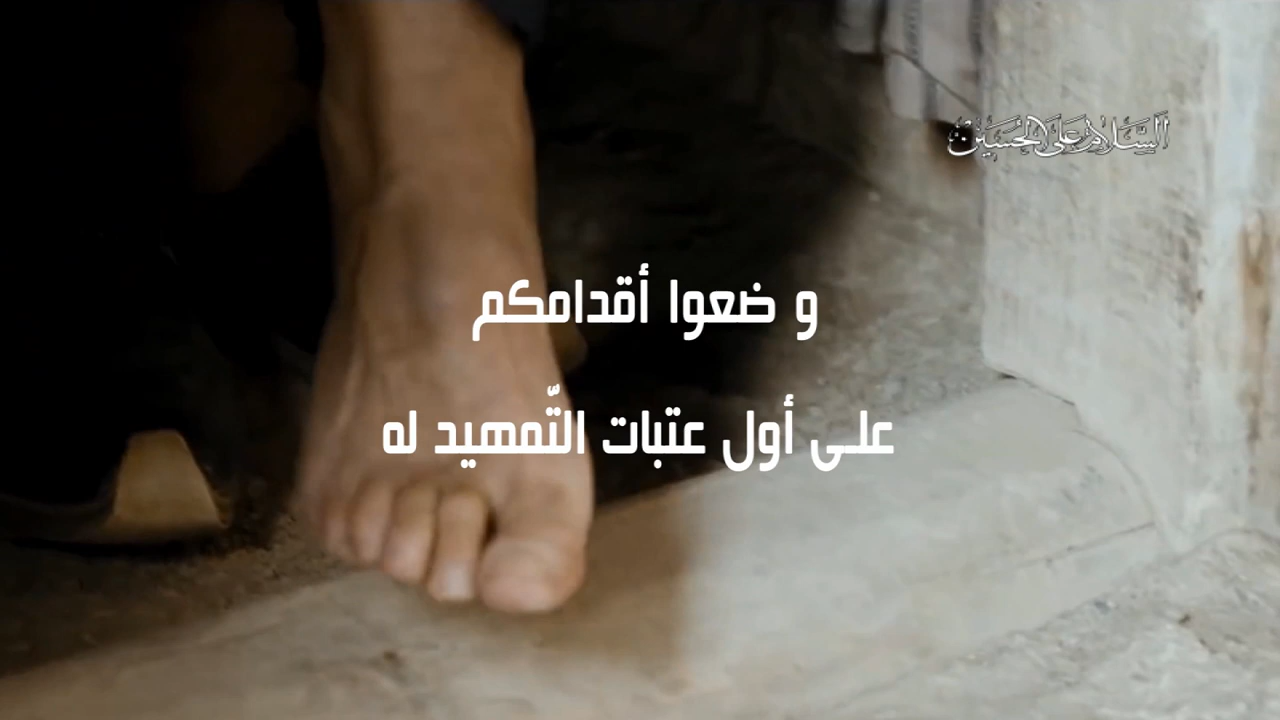 السلام على الحسين
و ضعوا أقدامكم
على أول عتبات التّمهيد له